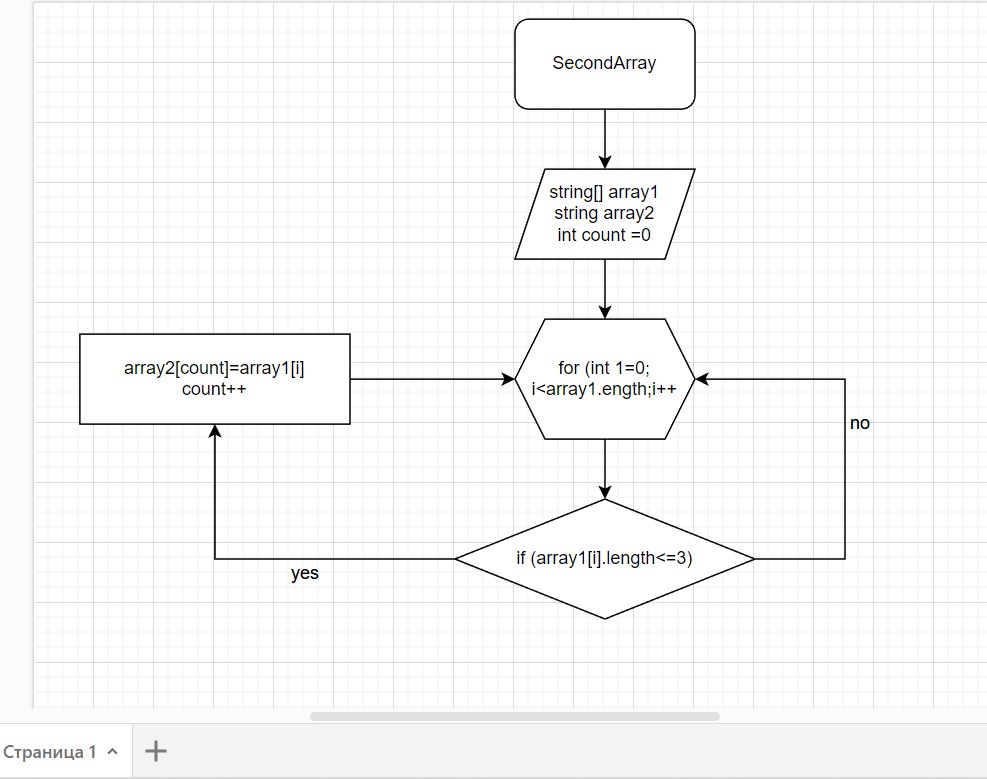 SecondArray
string[] array1
string array2
int count =0
array2[count]=array1[i]
count++
for (int 1=0;
i<array1.ength;i++
no
if (array1[i].length<=3)
yes
Страница 1